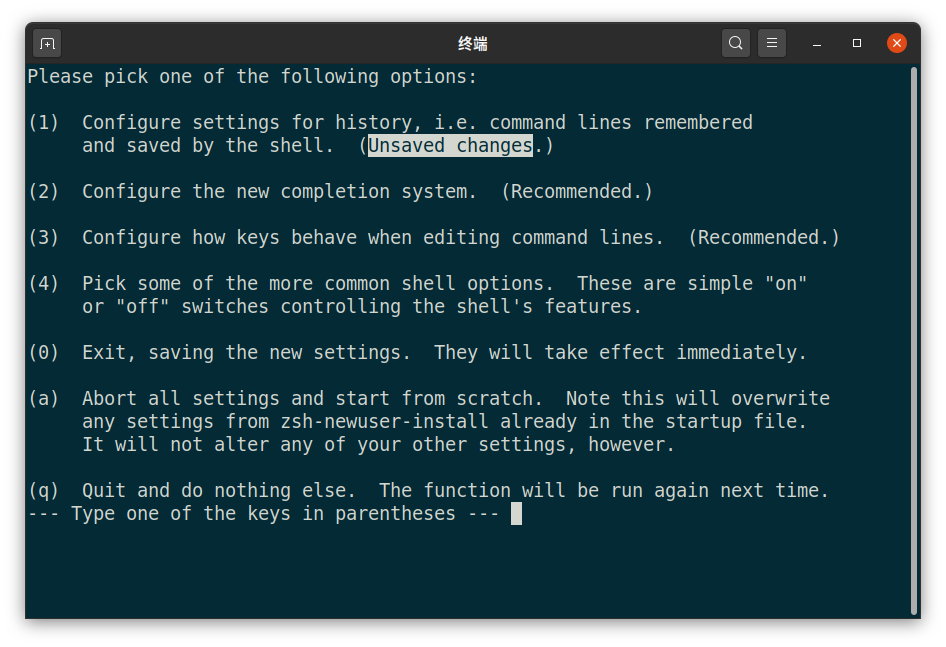 终端
Please pick one of the following options:
(1)  Configure settings for history, i.e. command lines remembered
and saved by the shell.  (Unsaved changes.)
(2)  Configure the new completion system.  (Recommended.)
(3)  Configure how keys behave when editing command lines.  (Recommended.)
(4)  Pick some of the more common shell options.  These are simple "on"
or "off" switches controlling the shell's features.
(0)  Exit, saving the new settings.  They will take effect immediately.
(a)  Abort all settings and start from scratch.  Note this will overwrite
any settings from zsh-newuser-install already in the startup file.
It will not alter any of your other settings, however.
(q)  Quit and do nothing else.  The function will be run again next time.
--- Type one of the keys in parentheses ---